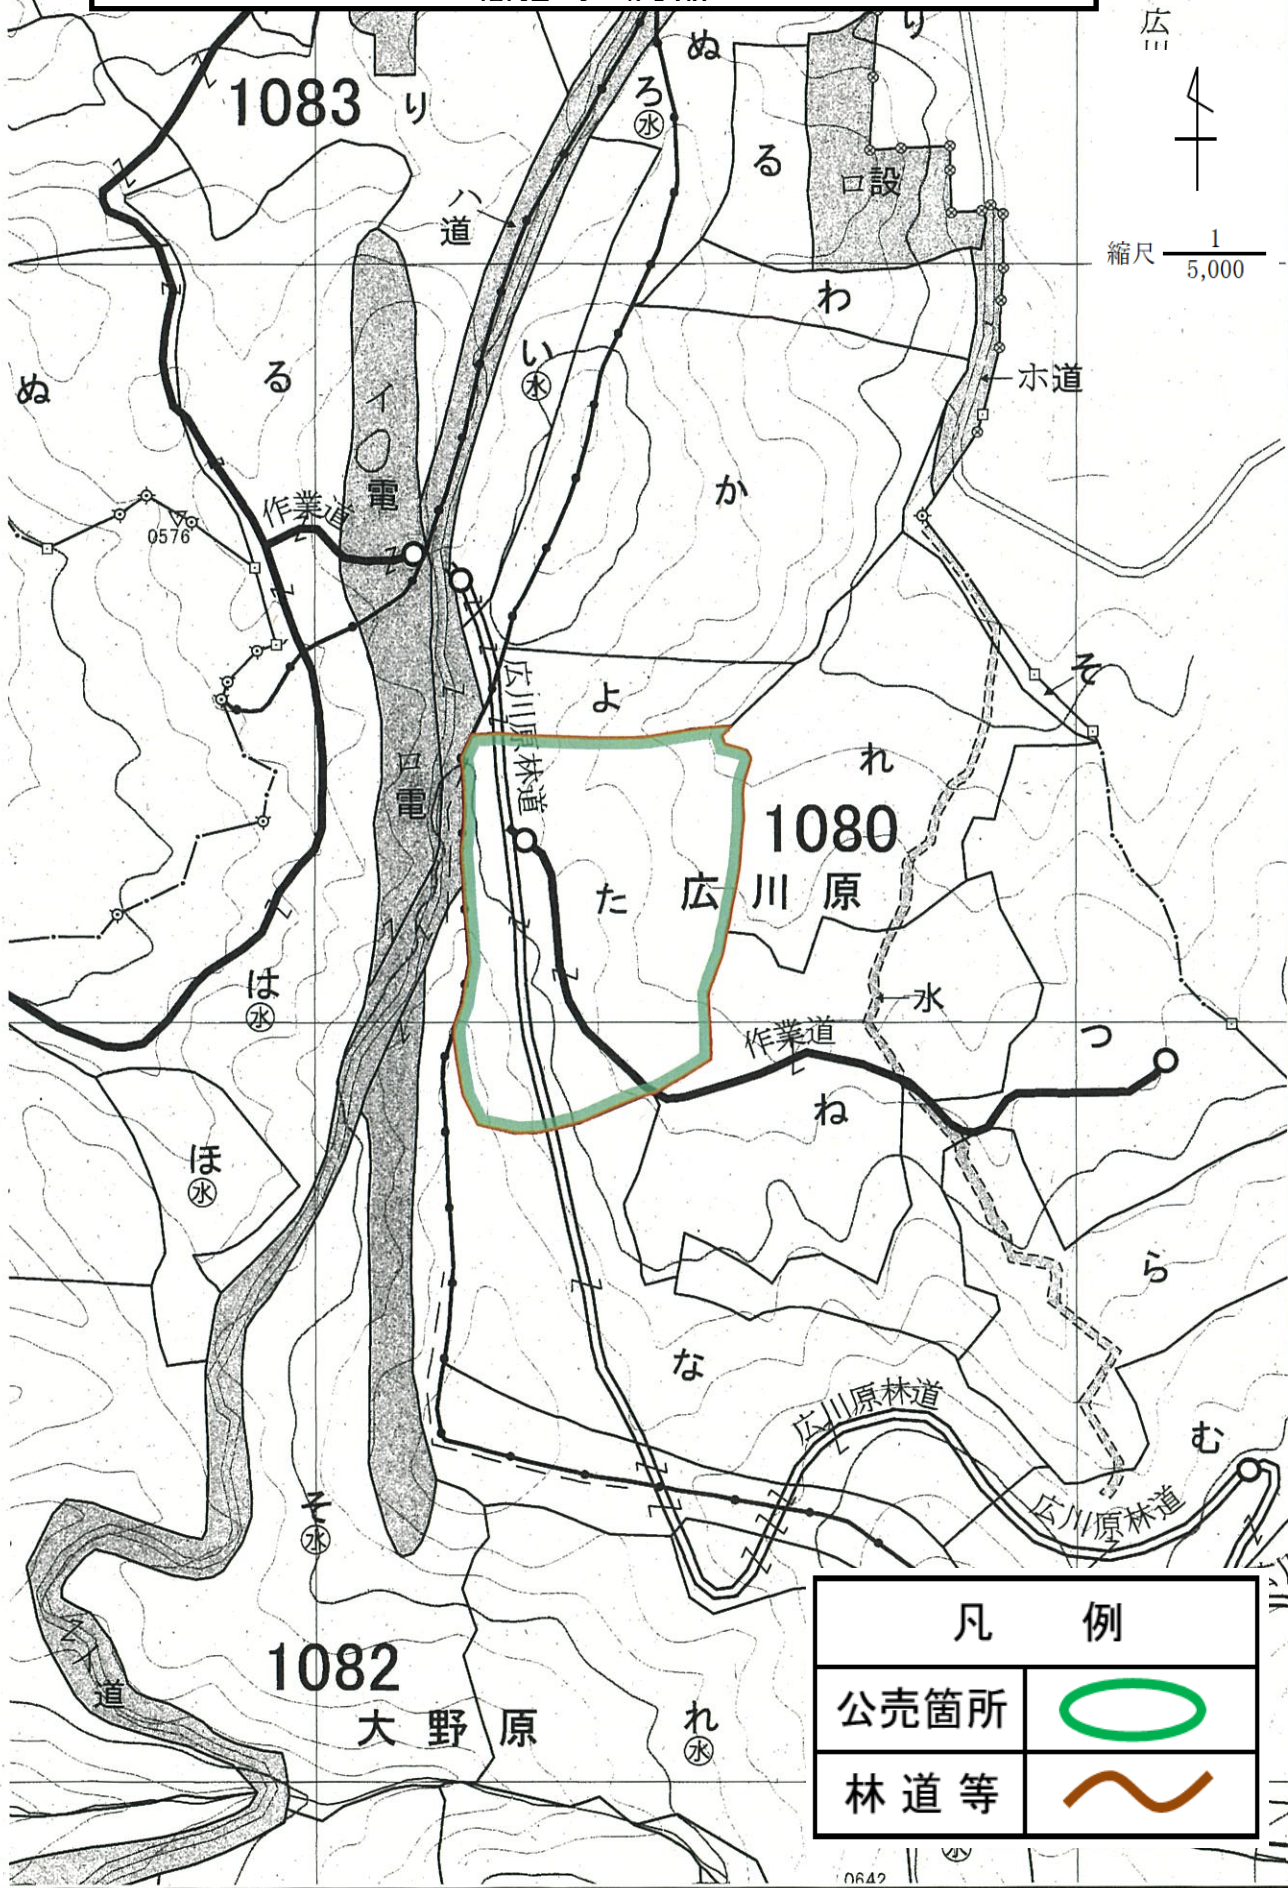 広
川
ぬ
り
1083 り
ろ
水
る
ロ設
ハ
道
縮尺 1
5,000
わ
い
水
ホ道
ぬ
る
イ
電
か
作業道
0576
そ
広川原林道
よ
れ
ロ
電
1080
た
広川原
は
水
水
つ
作業道
ね
ほ
水
ら
な
広川原林道
む
そ
水
広川原林道
凡 例
1082
公売箇所
イ
道
大野原
れ
水
林道等
水
0642